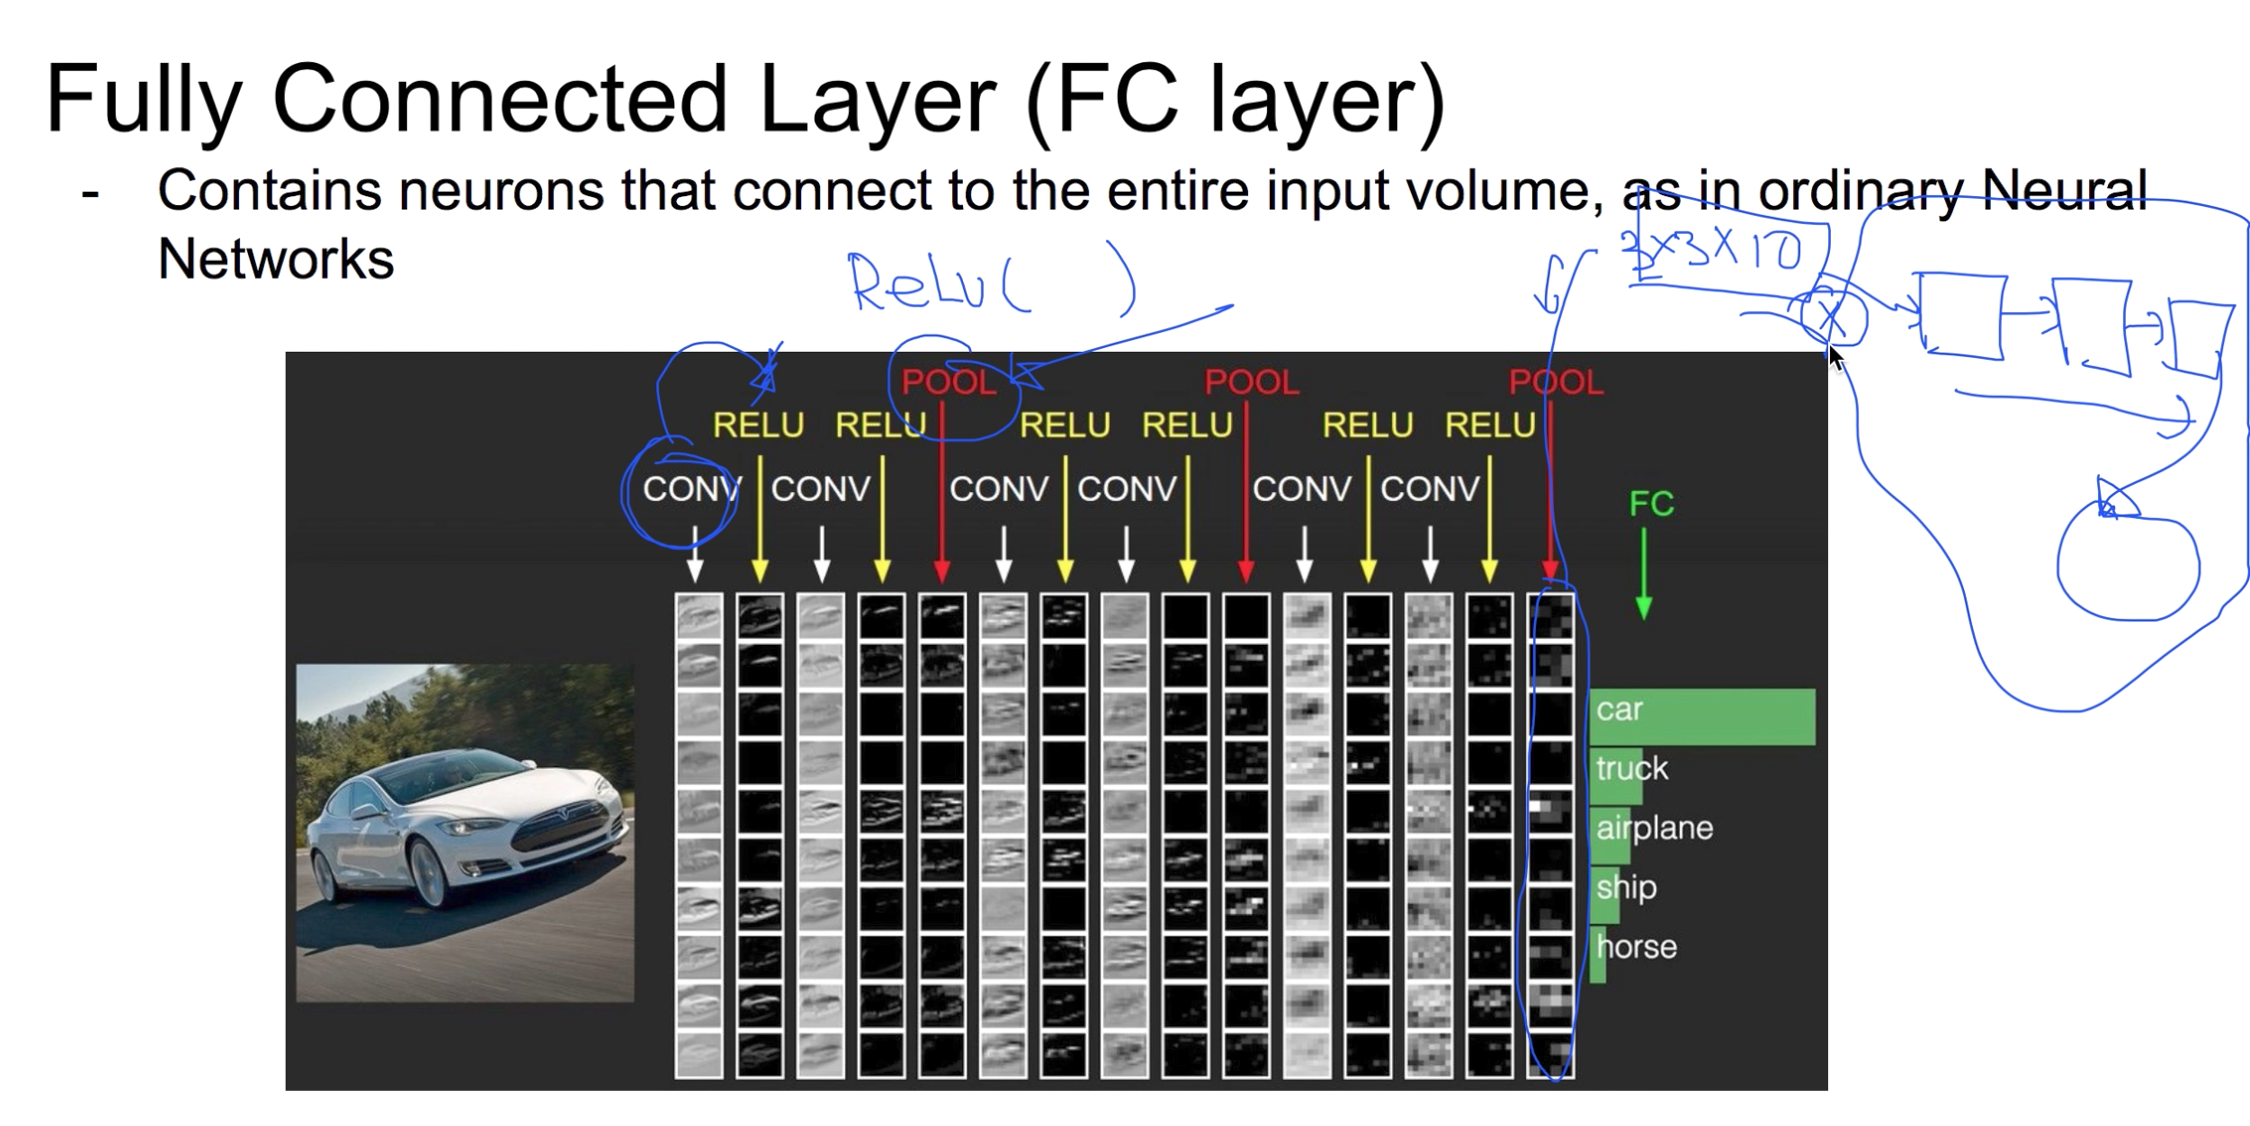 Fully Connected Layer (FC layer)
- Contains neurons that connect to the entire input volume, as in ordinary Neural
Networks
3x3x10
ReLU( )
X
POOL POOL POOL
RELU RELU RELU RELU RELU RELU
CONV CONV CONV CONV CONV CONV
FC
car
truck
airplane
ship
horse